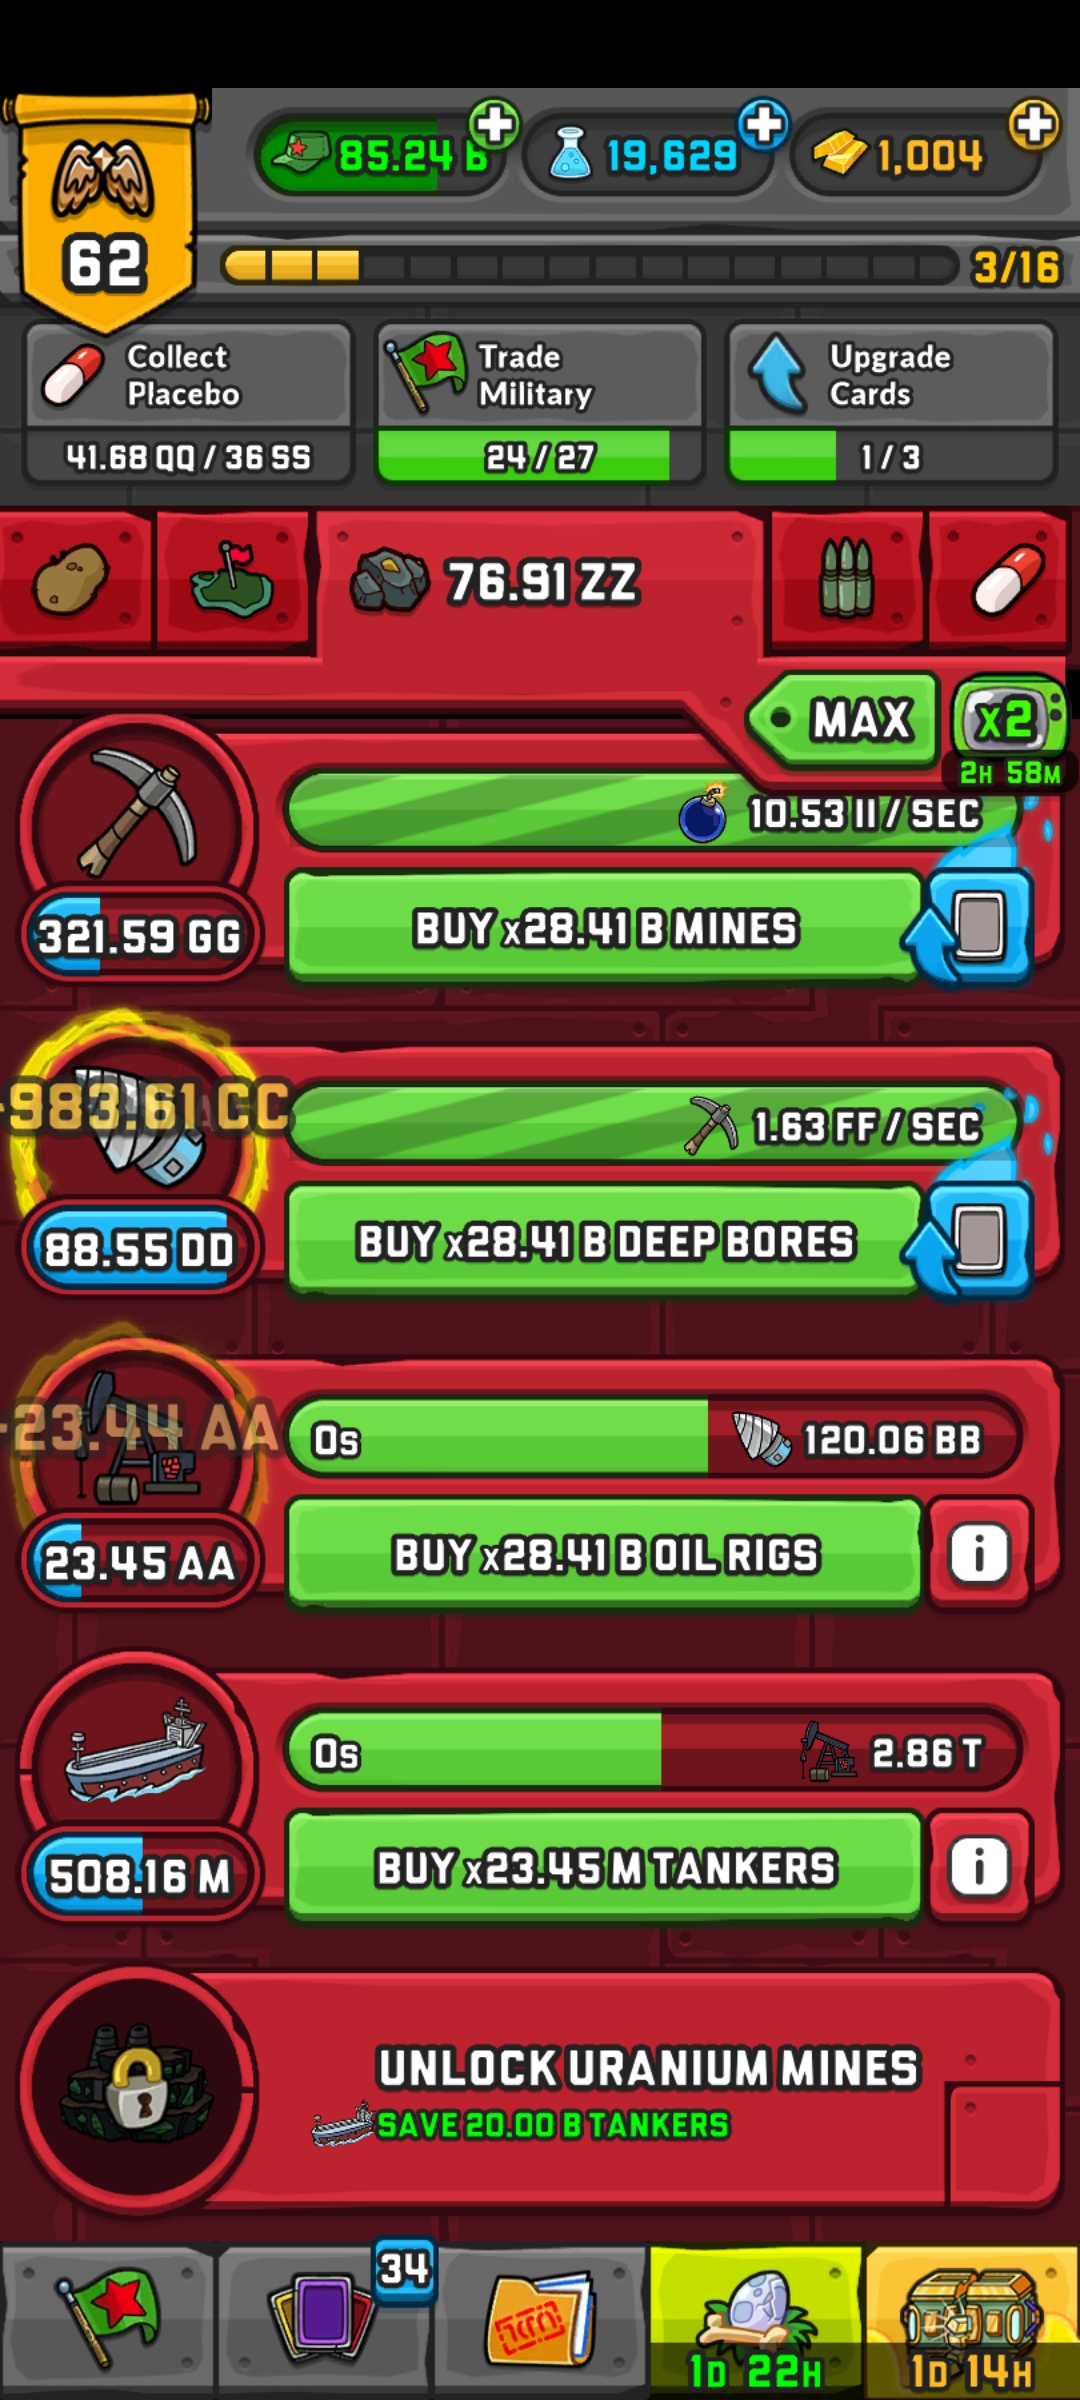 62
85.24 B
19,629
1,004
3/16
Collect
Placebo
41.68 QQ / 36 SS
Trade
Military
24 / 27
Upgrade
Cards
1 / 3
76.91 ZZ
MAX
x2
2H 58M
10.53 II / SEC
321.59 GG
BUY x28.41 B MINES
-983.61 CC
1.63 FF / SEC
88.55 DD
BUY x28.41 B DEEP BORES
-23.44 AA
0s
120.06 BB
23.45 AA
BUY x28.41 B OIL RIGS
i
0s
2.86 T
508.16 M
BUY x23.45 M TANKERS
i
UNLOCK URANIUM MINES
SAVE 20.00 B TANKERS
34
1D 22H
1D 14H